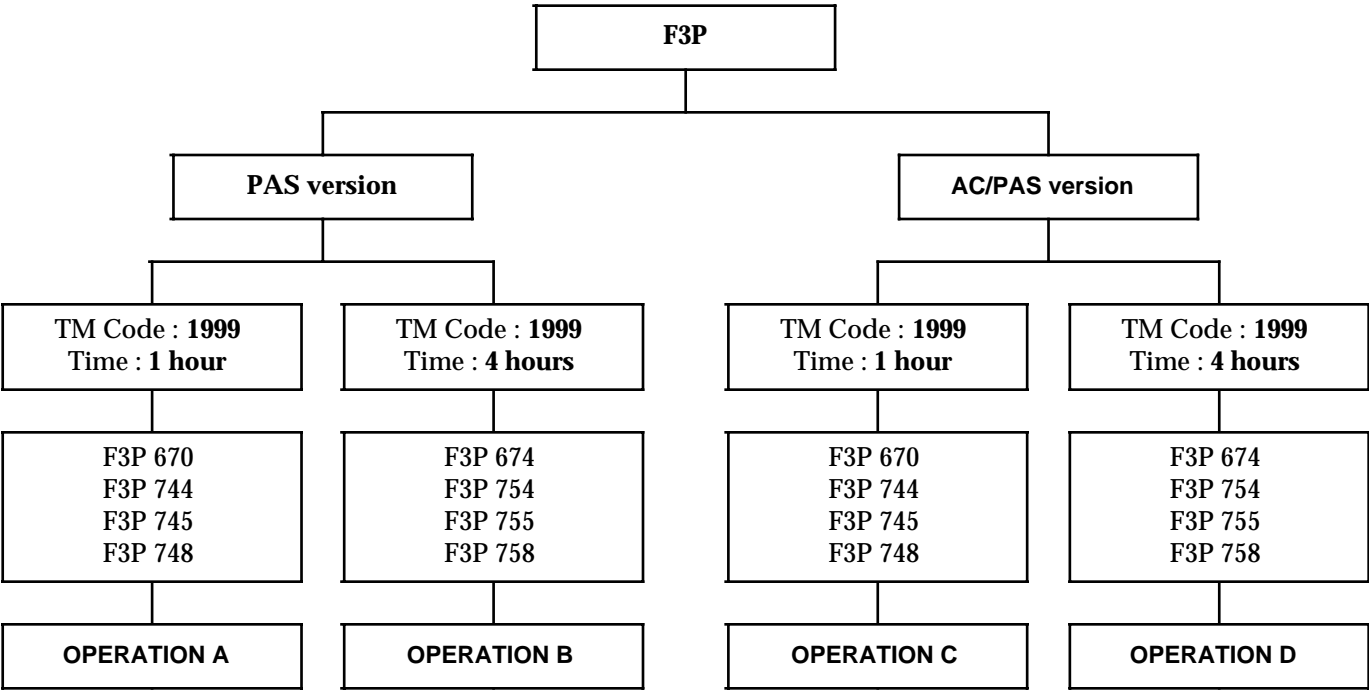 F3P
PAS version
AC/PAS version
TM Code : 1999
Time : 1 hour
TM Code : 1999
Time : 4 hours
TM Code : 1999
Time : 1 hour
TM Code : 1999
Time : 4 hours
F3P 670
F3P 744
F3P 745
F3P 748
F3P 674
F3P 754
F3P 755
F3P 758
F3P 670
F3P 744
F3P 745
F3P 748
F3P 674
F3P 754
F3P 755
F3P 758
OPERATION A
OPERATION B
OPERATION C
OPERATION D